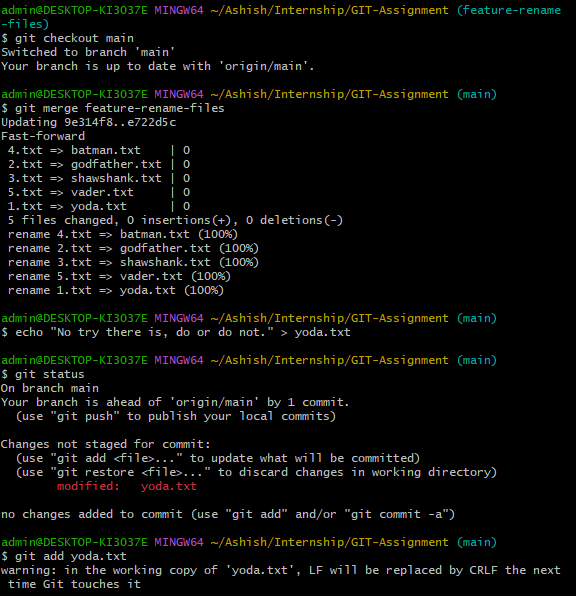 admin@DESKTOP-KI3O37E MINGW64 ~/Ashish/Internship/GIT-Assignment (feature-rename
-files)
$ git checkout main
Switched to branch 'main'
Your branch is up to date with 'origin/main'.

admin@DESKTOP-KI3O37E MINGW64 ~/Ashish/Internship/GIT-Assignment (main)
$ git merge feature-rename-files
Updating 9e314f8..e722d5c
Fast-forward
 4.txt => batman.txt    | 0
 2.txt => godfather.txt | 0
 3.txt => shawshank.txt | 0
 5.txt => vader.txt     | 0
 1.txt => yoda.txt      | 0
 5 files changed, 0 insertions(+), 0 deletions(-)
 rename 4.txt => batman.txt (100%)
 rename 2.txt => godfather.txt (100%)
 rename 3.txt => shawshank.txt (100%)
 rename 5.txt => vader.txt (100%)
 rename 1.txt => yoda.txt (100%)

admin@DESKTOP-KI3O37E MINGW64 ~/Ashish/Internship/GIT-Assignment (main)
$ echo "No try there is, do or do not." > yoda.txt

admin@DESKTOP-KI3O37E MINGW64 ~/Ashish/Internship/GIT-Assignment (main)
$ git status
On branch main
Your branch is ahead of 'origin/main' by 1 commit.
  (use "git push" to publish your local commits)

Changes not staged for commit:
  (use "git add <file>..." to update what will be committed)
  (use "git restore <file>..." to discard changes in working directory)
        modified:   yoda.txt

no changes added to commit (use "git add" and/or "git commit -a")

admin@DESKTOP-KI3O37E MINGW64 ~/Ashish/Internship/GIT-Assignment (main)
$ git add yoda.txt
warning: in the working copy of 'yoda.txt', LF will be replaced by CRLF the next
 time Git touches it